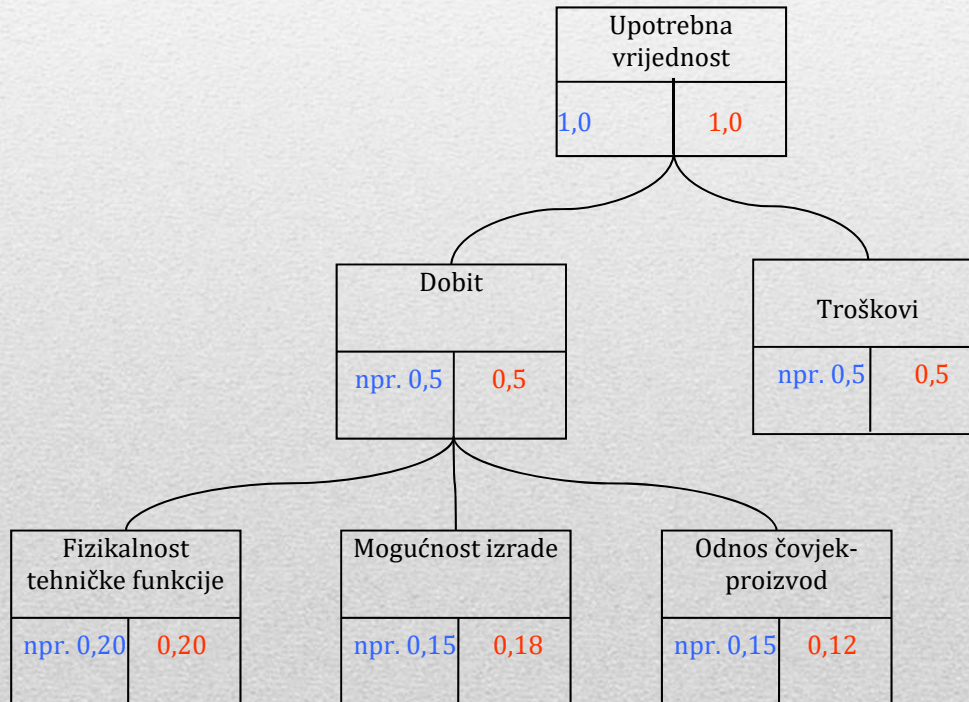 Upotrebna
vrijednost
1,0
1,0
Dobit
npr. 0,5
0,5
Troškovi
npr. 0,5
0,5
Fizikalnost
tehničke funkcije
npr. 0,20
0,20
Mogućnost izrade
npr. 0,15
0,18
Odnos čovjek-
proizvod
npr. 0,15
0,12